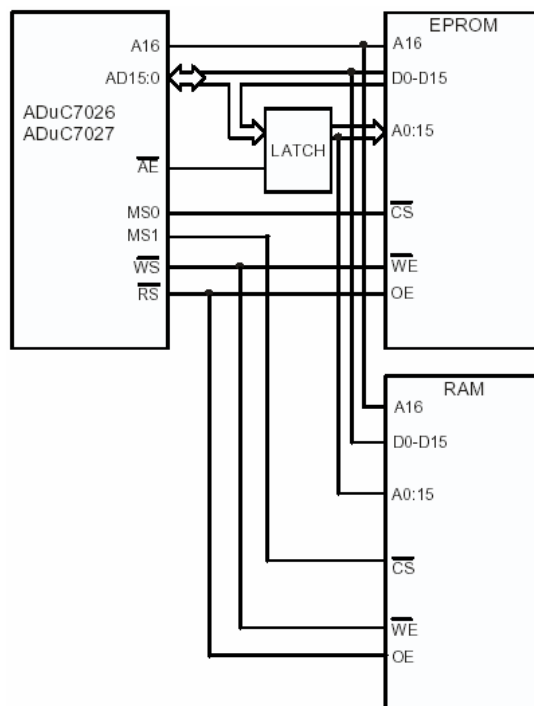 A16
AD15:0
ADuC7026
ADuC7027
AE
MS0
MS1
WS
RS
LATCH
EPROM
A16
D0-D15
A0:15
CS
WE
OE
RAM
A16
D0-D15
A0:15
CS
WE
OE